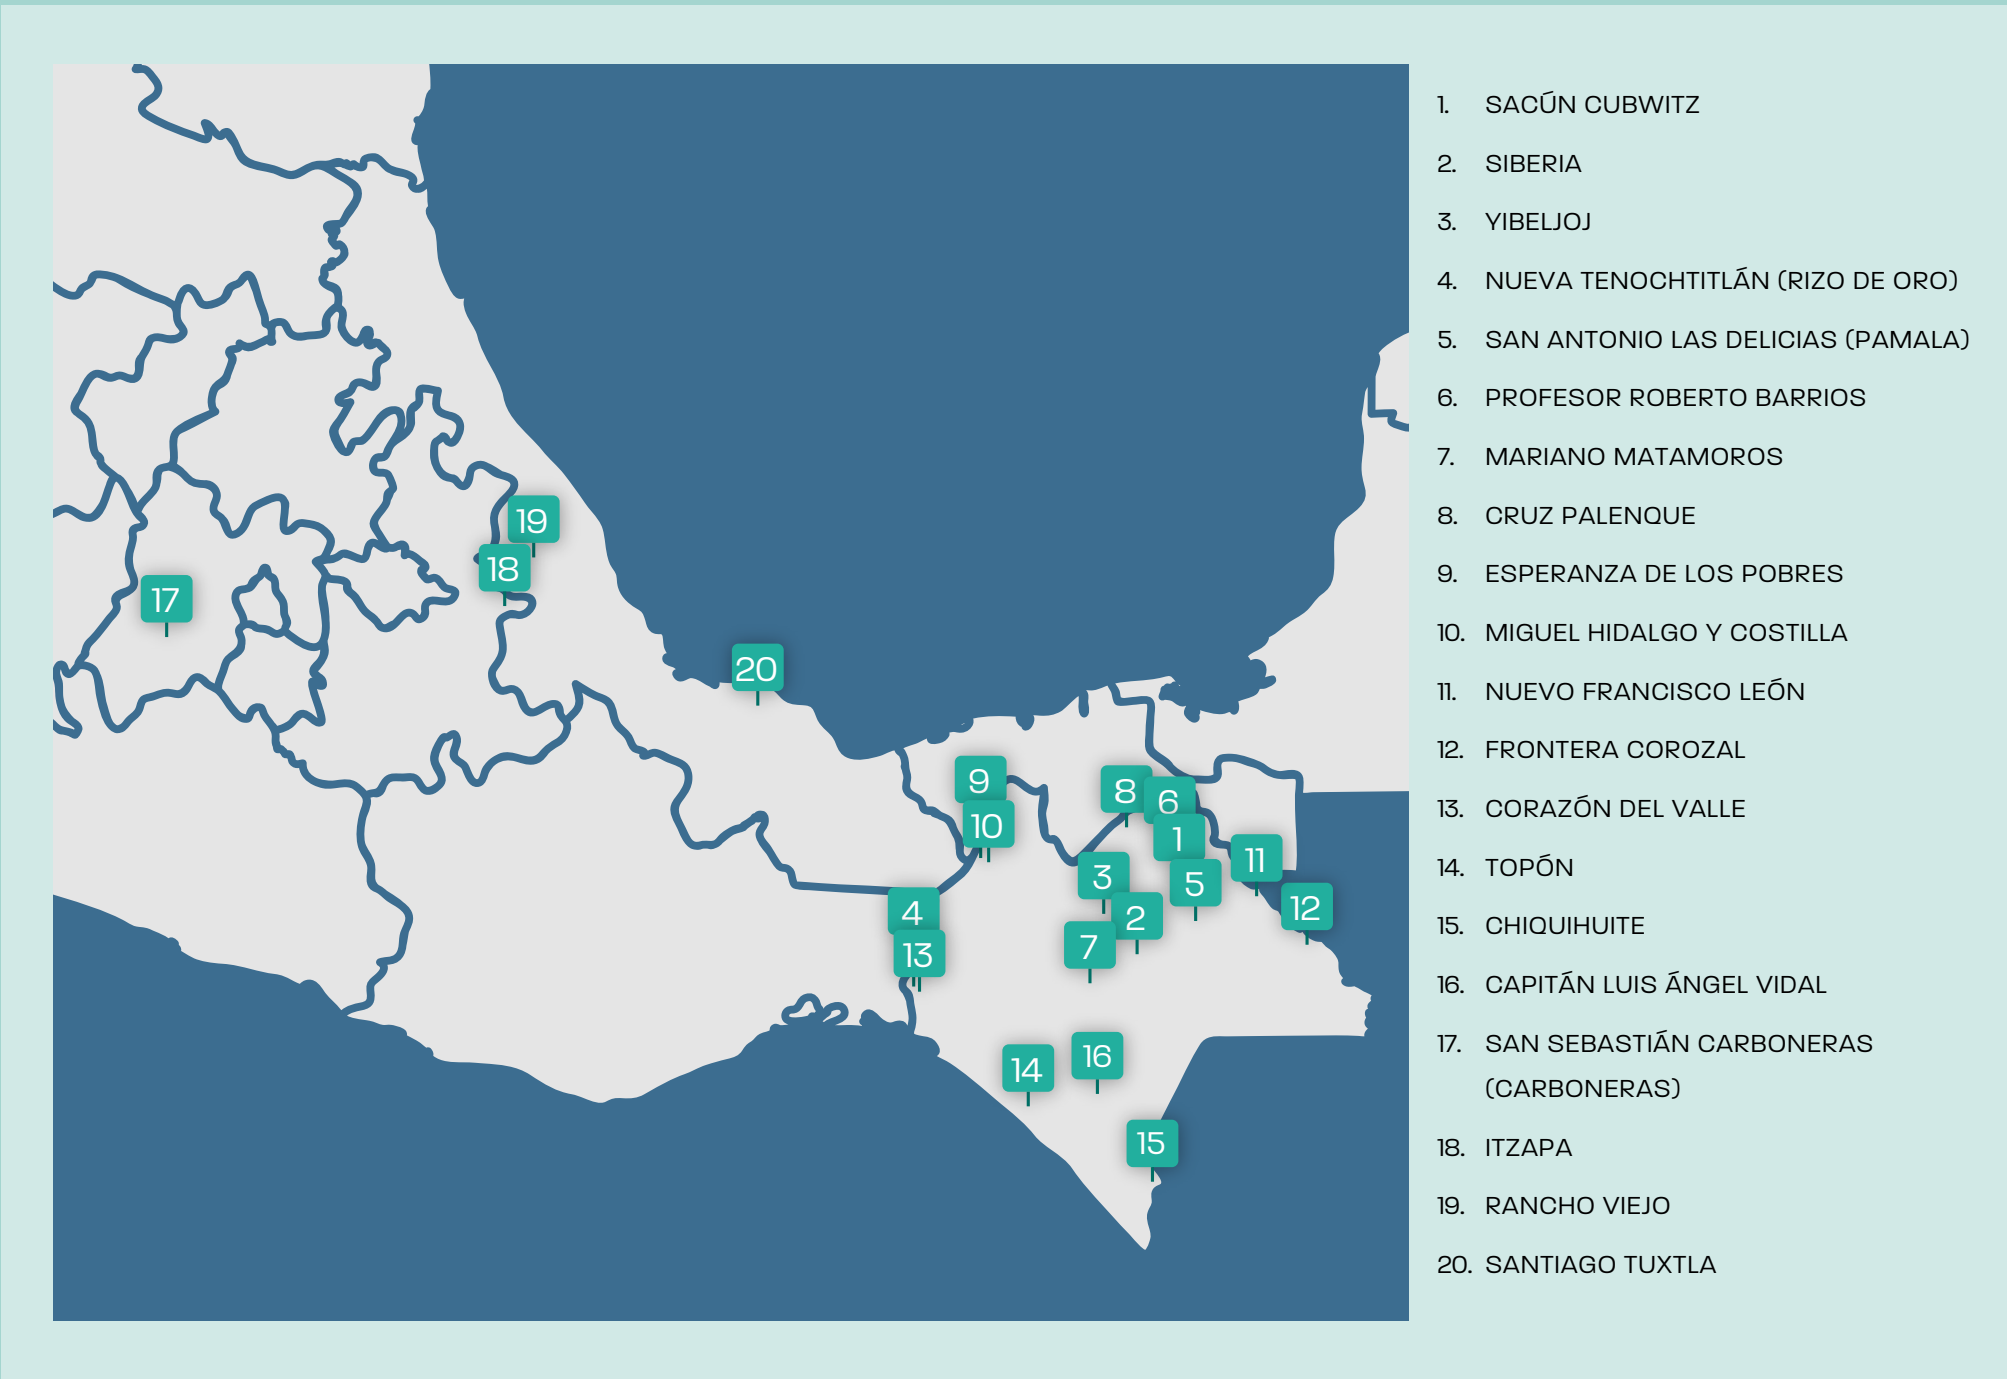 19
18
17
20
9
10
8
6
1
3
5
11
4
2
12
13
7
14
16
15
1. SACÚN CUBWITZ
2. SIBERIA
3. YIBELJOJ
4. NUEVA TENOCHTITLÁN (RIZO DE ORO)
5. SAN ANTONIO LAS DELICIAS (PAMALA)
6. PROFESOR ROBERTO BARRIOS
7. MARIANO MATAMOROS
8. CRUZ PALENQUE
9. ESPERANZA DE LOS POBRES
10. MIGUEL HIDALGO Y COSTILLA
11. NUEVO FRANCISCO LEÓN
12. FRONTERA COROZAL
13. CORAZÓN DEL VALLE
14. TOPÓN
15. CHIQUIHUITE
16. CAPITÁN LUIS ÁNGEL VIDAL
17. SAN SEBASTIÁN CARBONERAS
(CARBONERAS)
18. ITZAPA
19. RANCHO VIEJO
20. SANTIAGO TUXTLA